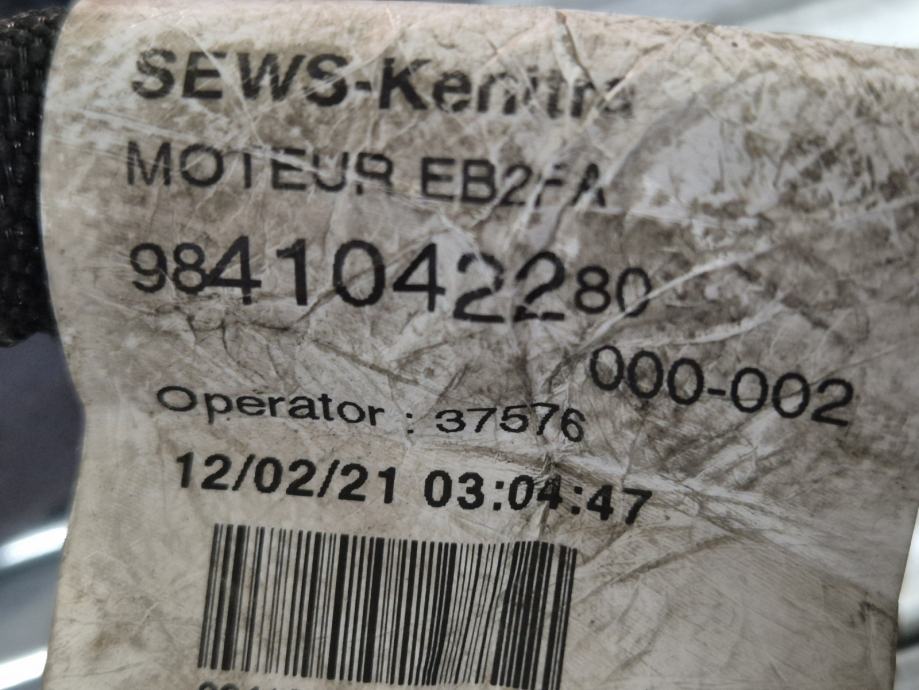 SEWS-Kenitra
MOTEUR EB2FA
9841042280
000-002
Operator : 37576
12/02/21 03:04:47